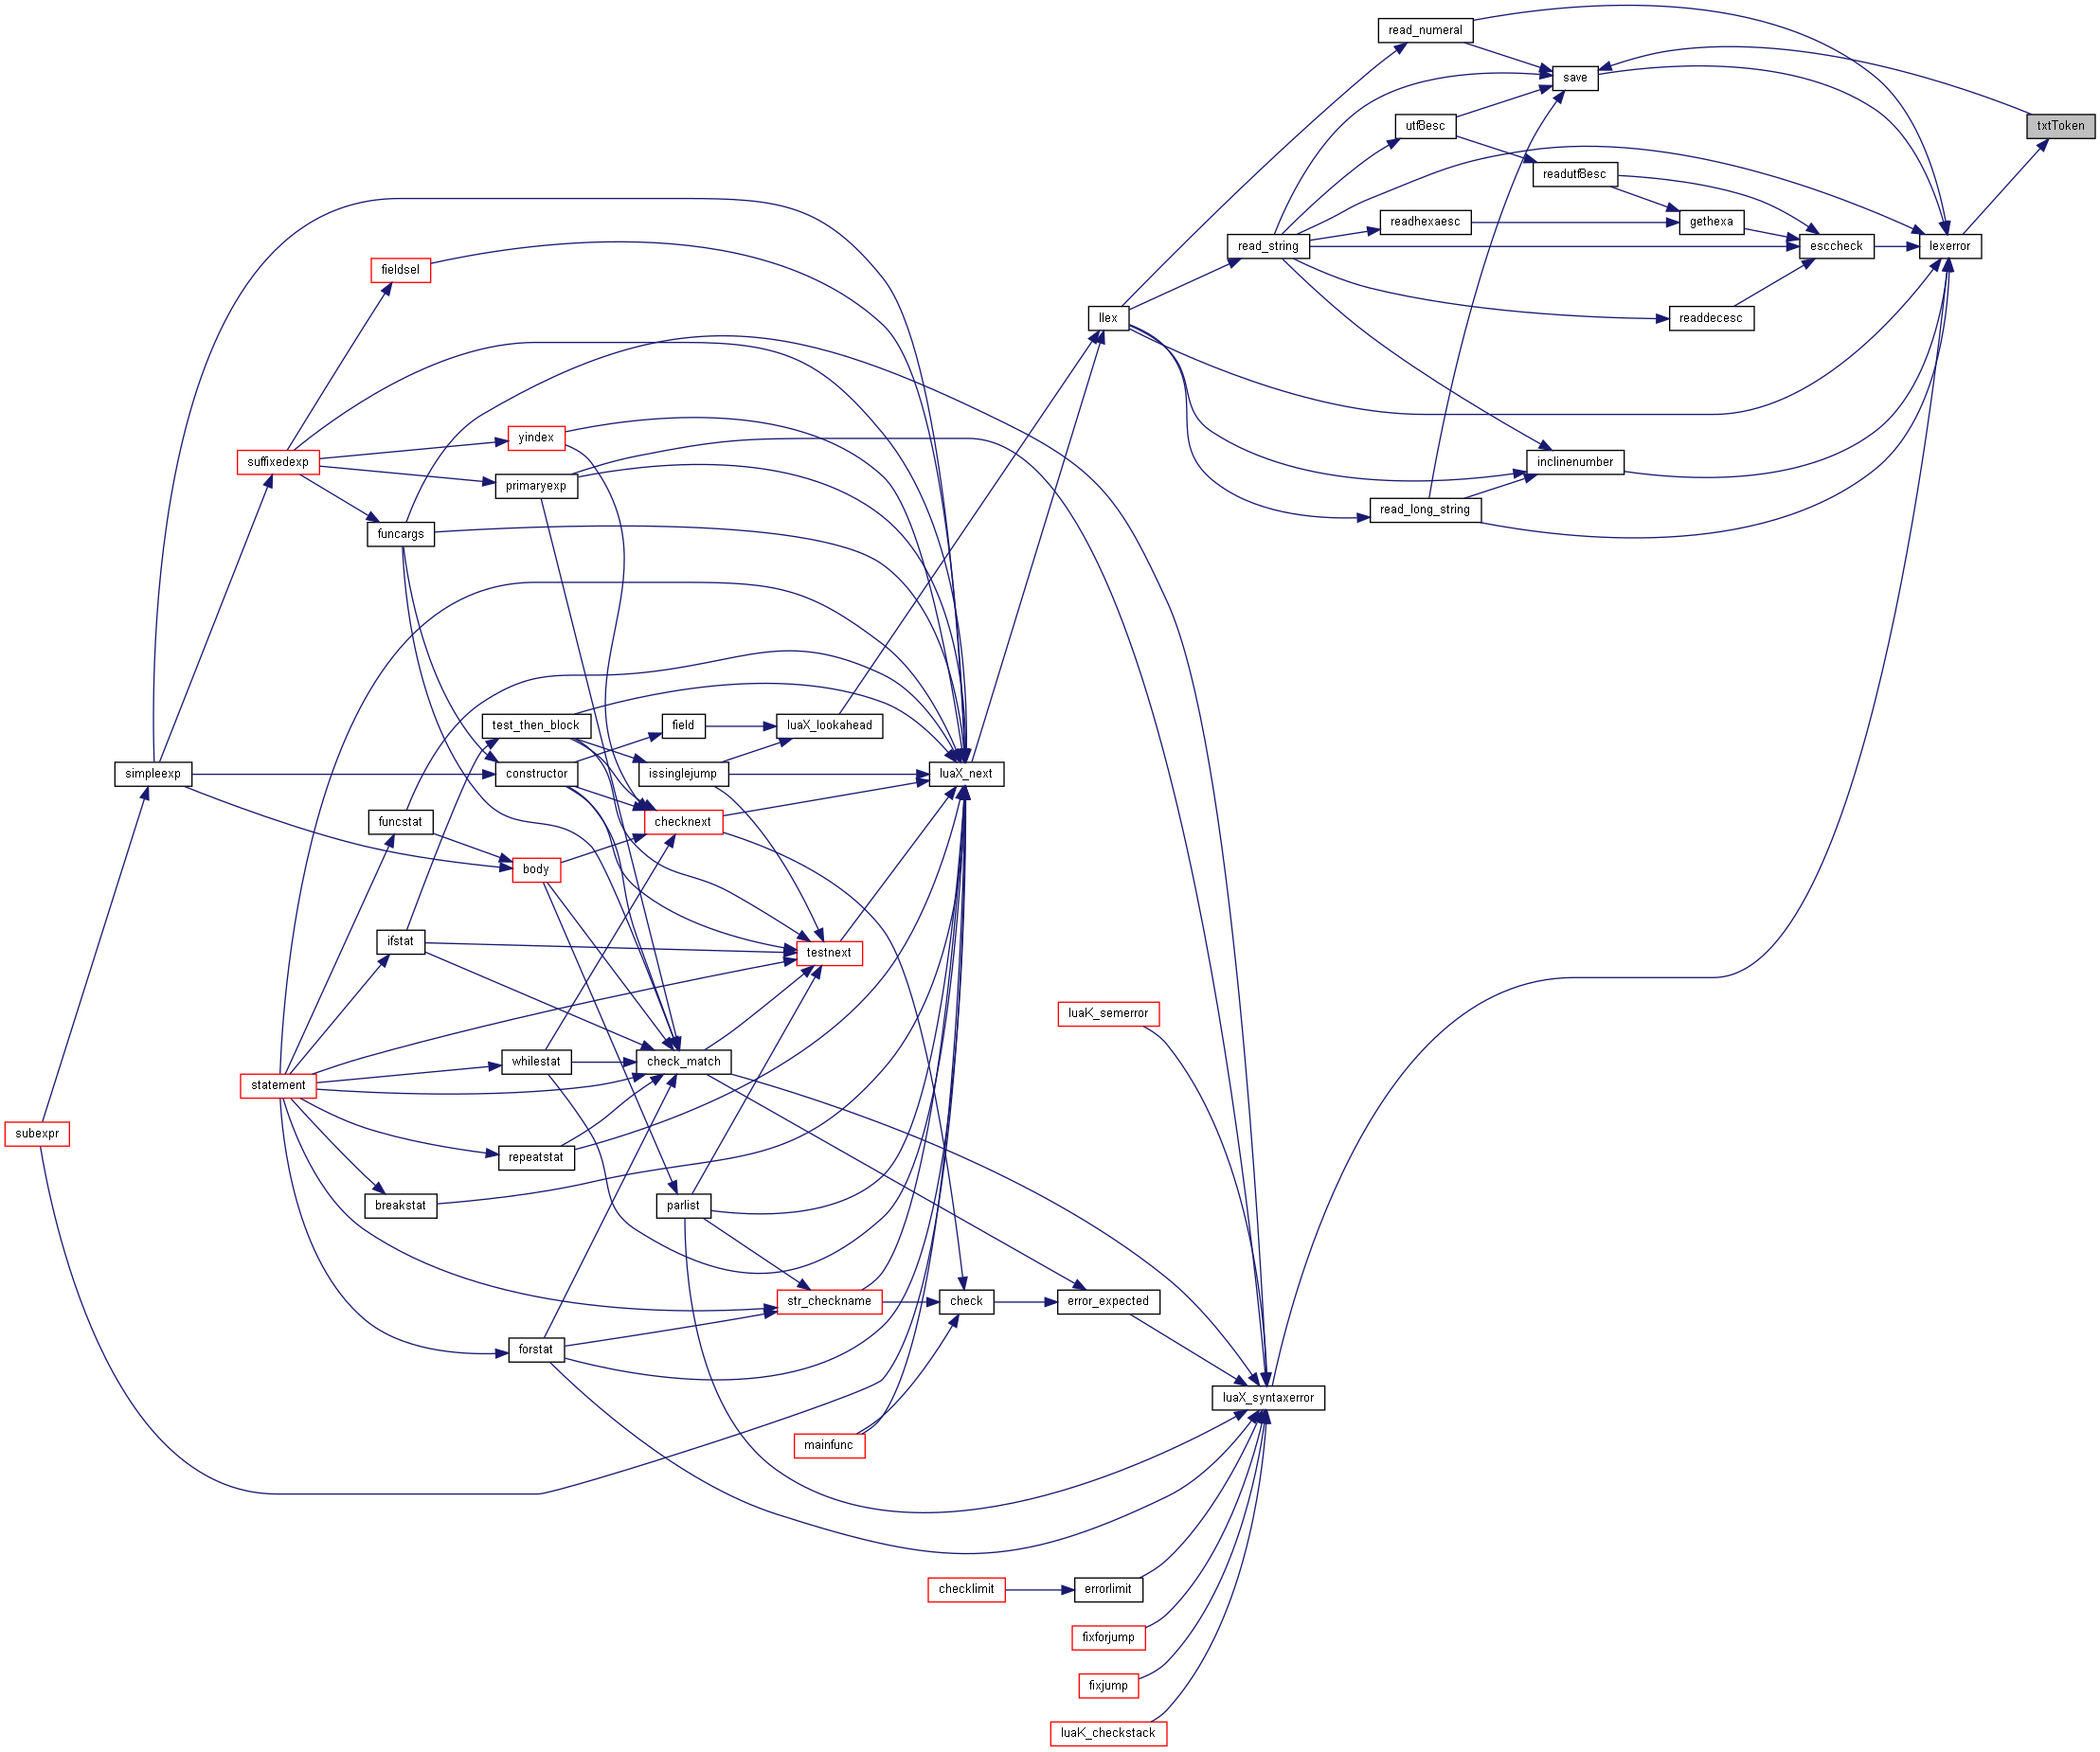 read_numeral
save
txtToken
utf8esc
readutf8esc
readhexaesc
gethexa
read_string
esccheck
lexerror
fieldsel
llex
readdecesc
yindex
suffixedexp
inclinenumber
primaryexp
read_long_string
funcargs
test_then_block
field
luaX_lookahead
simpleexp
constructor
issinglejump
luaX_next
funcstat
checknext
body
ifstat
testnext
luaK_semerror
whilestat
check_match
statement
subexpr
repeatstat
breakstat
parlist
str_checkname
check
error_expected
forstat
luaX_syntaxerror
mainfunc
checklimit
errorlimit
fixforjump
fixjump
luaK_checkstack